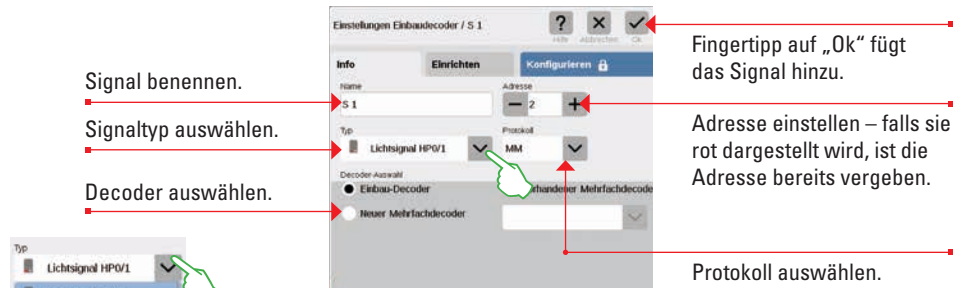 Einstellungen Einbaudecoder / S 1
?
Hilfe Abbrechen Ok
Fingertipp auf „Ok“ fügt
das Signal hinzu.
Info Einrichten Konfigurieren
Signal benennen.
Name Adresse
S 1 2
Signaltyp auswählen.
Adresse einstellen – falls sie
rot dargestellt wird, ist die
Adresse bereits vergeben.
Typ Protokoll
Lichtsignal HP0/1 MM
Decoder auswählen.
Decoder-Auswahl
Einbau-Decoder Mehrfachdecode
Neuer Mehrfachdecoder
Protokoll auswählen.
Typ
Lichtsignal HP0/1